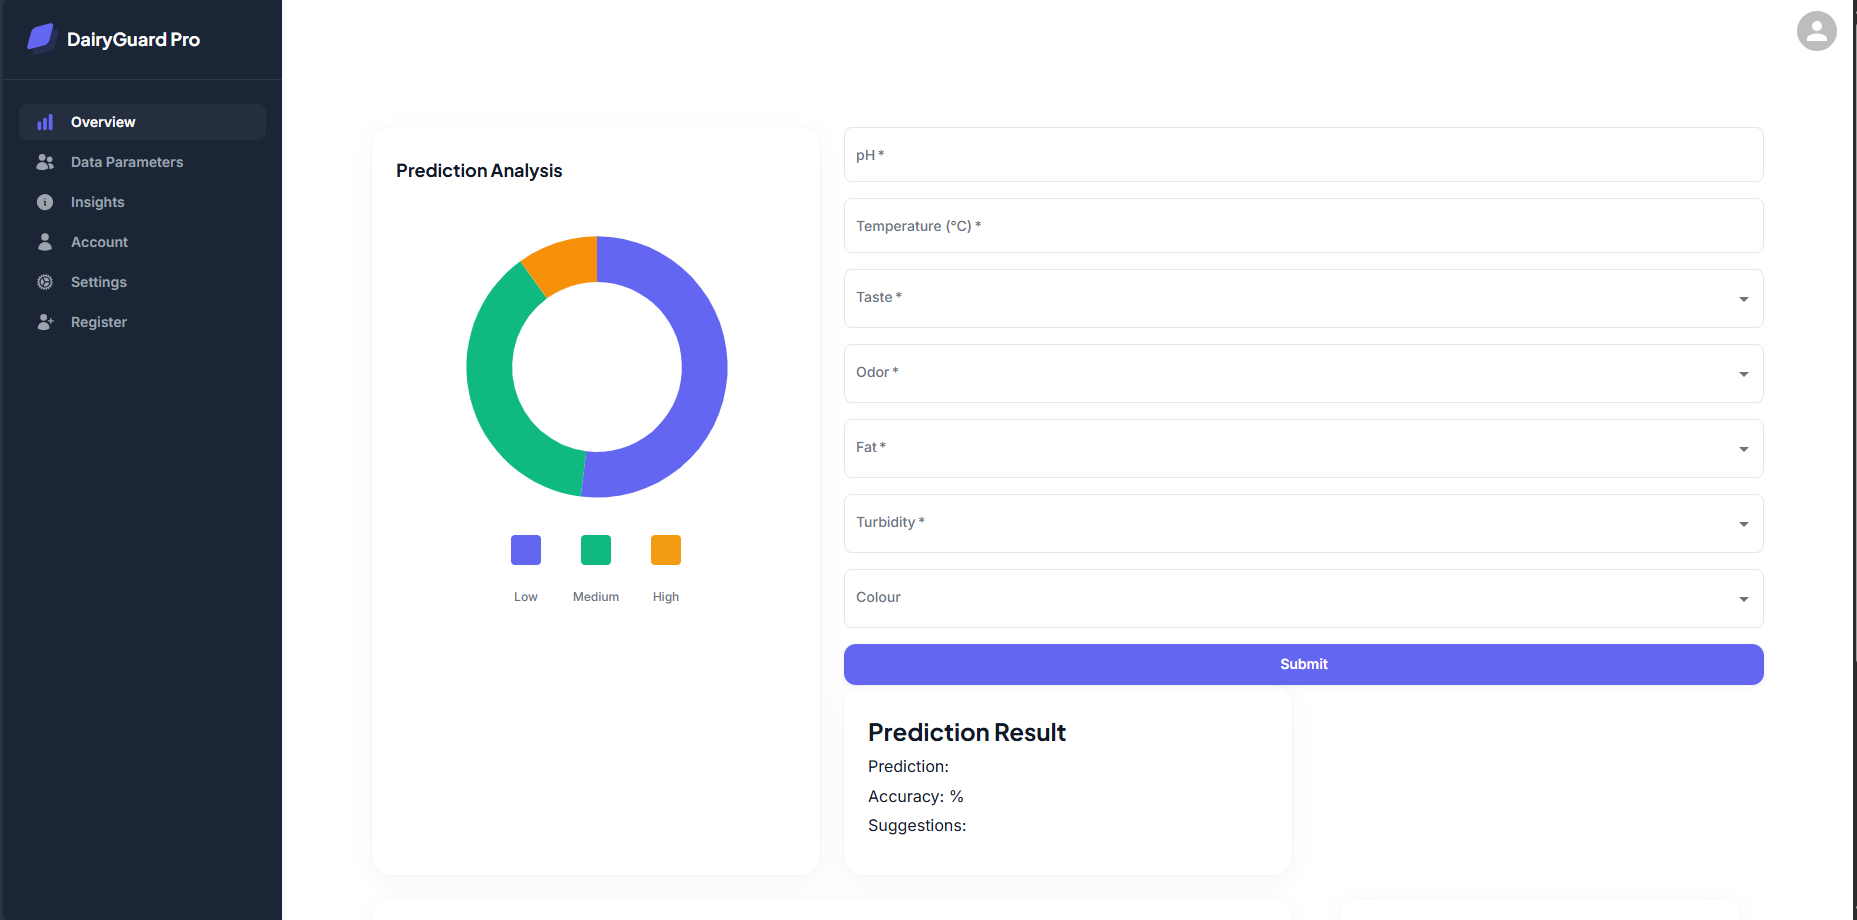 DairyGuard Pro
Overview
Data Parameters
Insights
Account
Settings
Register
Prediction Analysis
Low
Medium
High
pH *
Temperature (°C) *
Taste *
Odor *
Fat *
Turbidity *
Colour
Submit
Prediction Result
Prediction:
Accuracy: %
Suggestions: